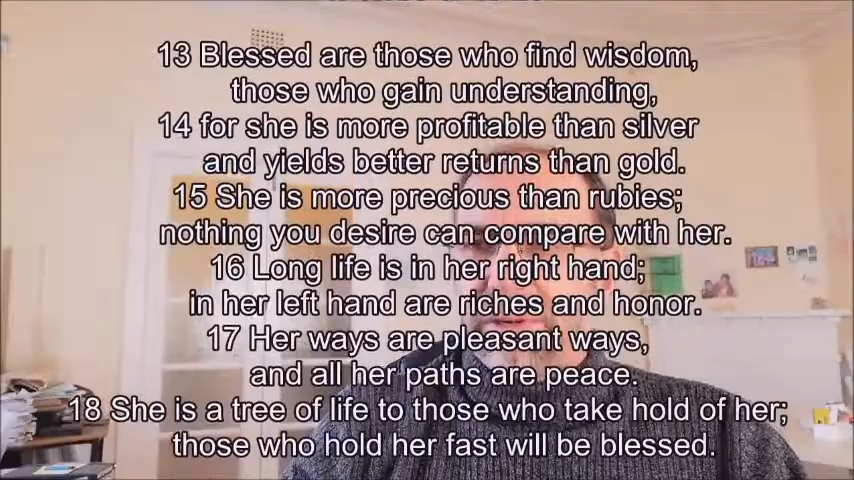 13 Blessed are those who find wisdom,
those who gain understanding,
14 for she is more profitable than silver
and yields better returns than gold.
15 She is more precious than rubies;
nothing you desire can compare with her.
16 Long life is in her right hand;
in her left hand are riches and honor.
17 Her ways are pleasant ways,
and all her paths are peace.
18 She is a tree of life to those who take hold of her;
those who hold her fast will be blessed.